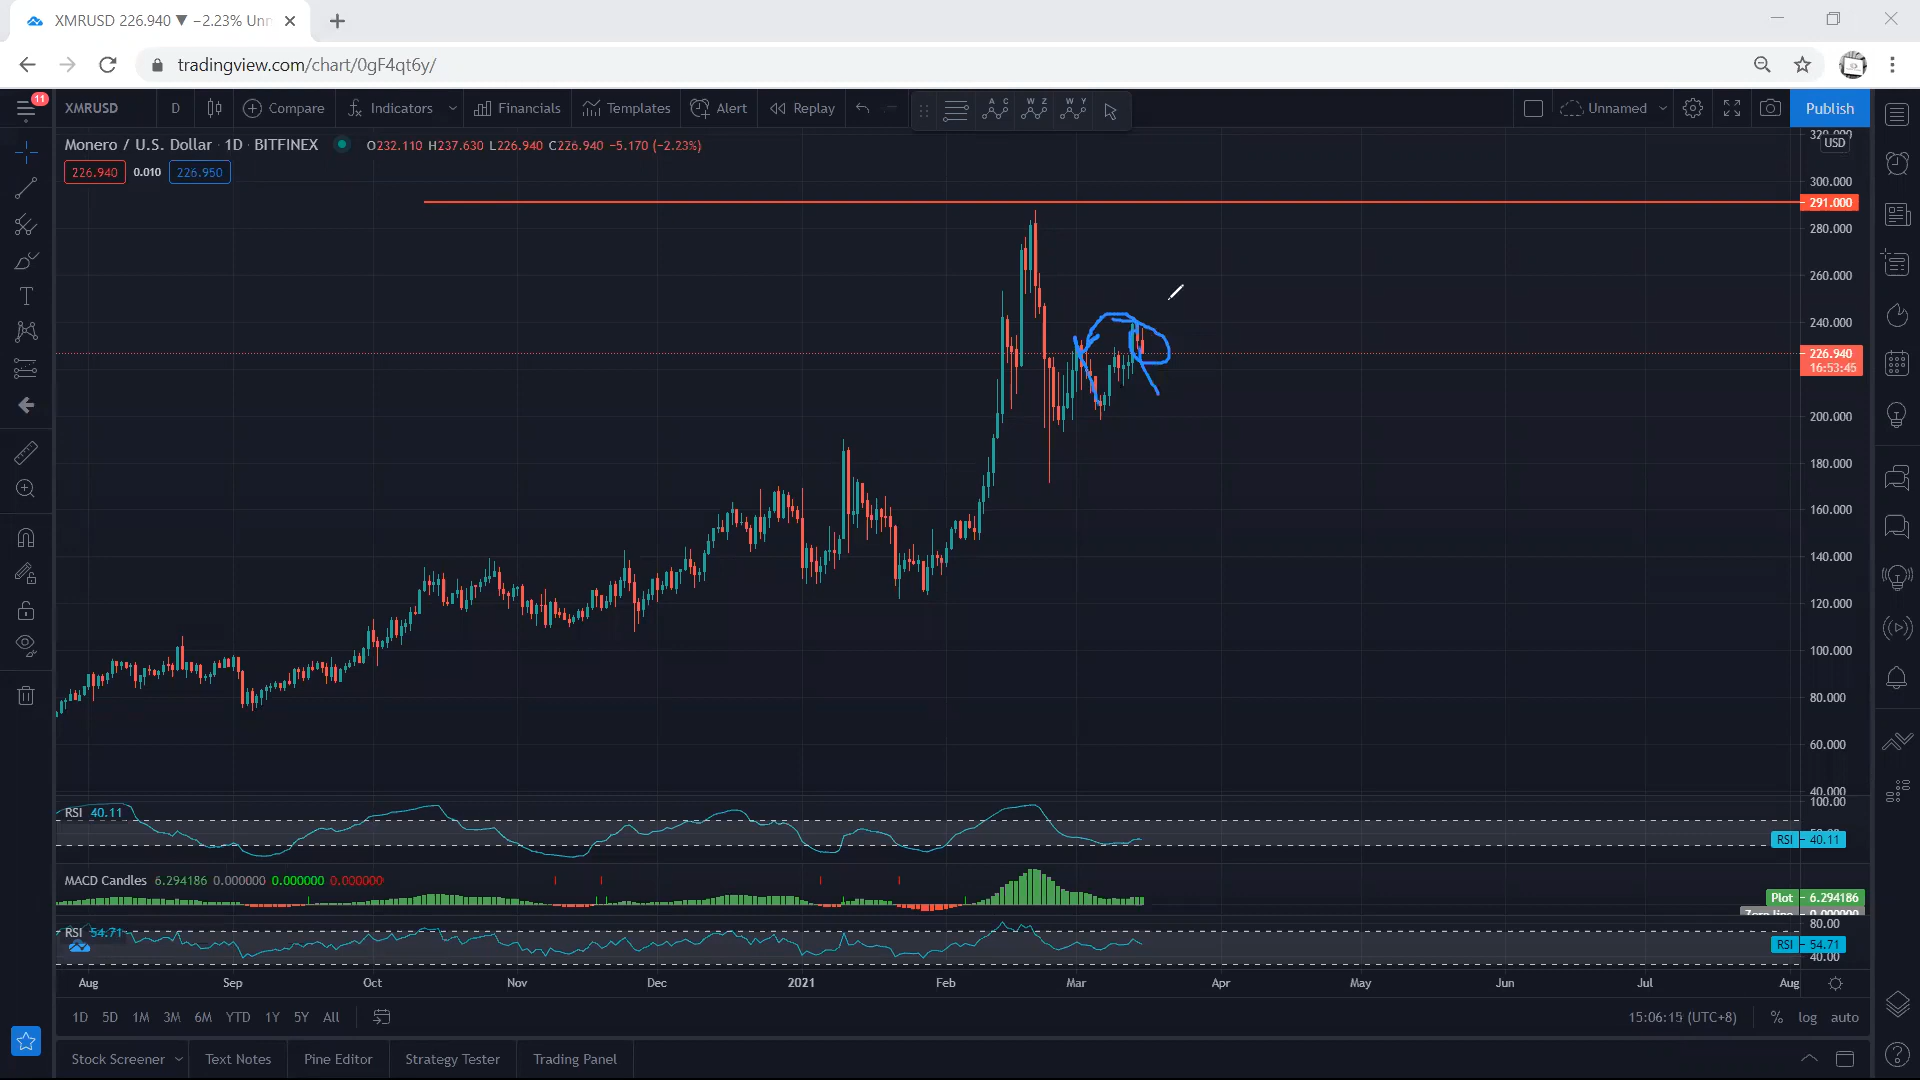 XMRUSD 226.940 ▼ −2.23% Unn
tradingview.com/chart/0gF4qt6y/
11
XMRUSD D Compare Indicators Financials Templates Alert Replay A C W Z W Y Unnamed Publish
Monero / U.S. Dollar · 1D · BITFINEX O232.110 H237.630 L226.940 C226.940 −5.170 (−2.23%)
226.940 0.010 226.950
320.000
USD
300.000
291.000
280.000
260.000
240.000
226.940
16:53:45
200.000
180.000
160.000
140.000
120.000
100.000
80.000
60.000
40.000
100.00
RSI 40.11
RSI 40.11
MACD Candles 6.294186 0.000000 0.000000 0.000000
Plot 6.294186
Zero line 0.000000
80.00
RSI 54.71
RSI 54.71
40.00
Aug Sep Oct Nov Dec 2021 Feb Mar Apr May Jun Jul Aug
1D 5D 1M 3M 6M YTD 1Y 5Y All 15:06:15 (UTC+8) % log auto
Stock Screener Text Notes Pine Editor Strategy Tester Trading Panel